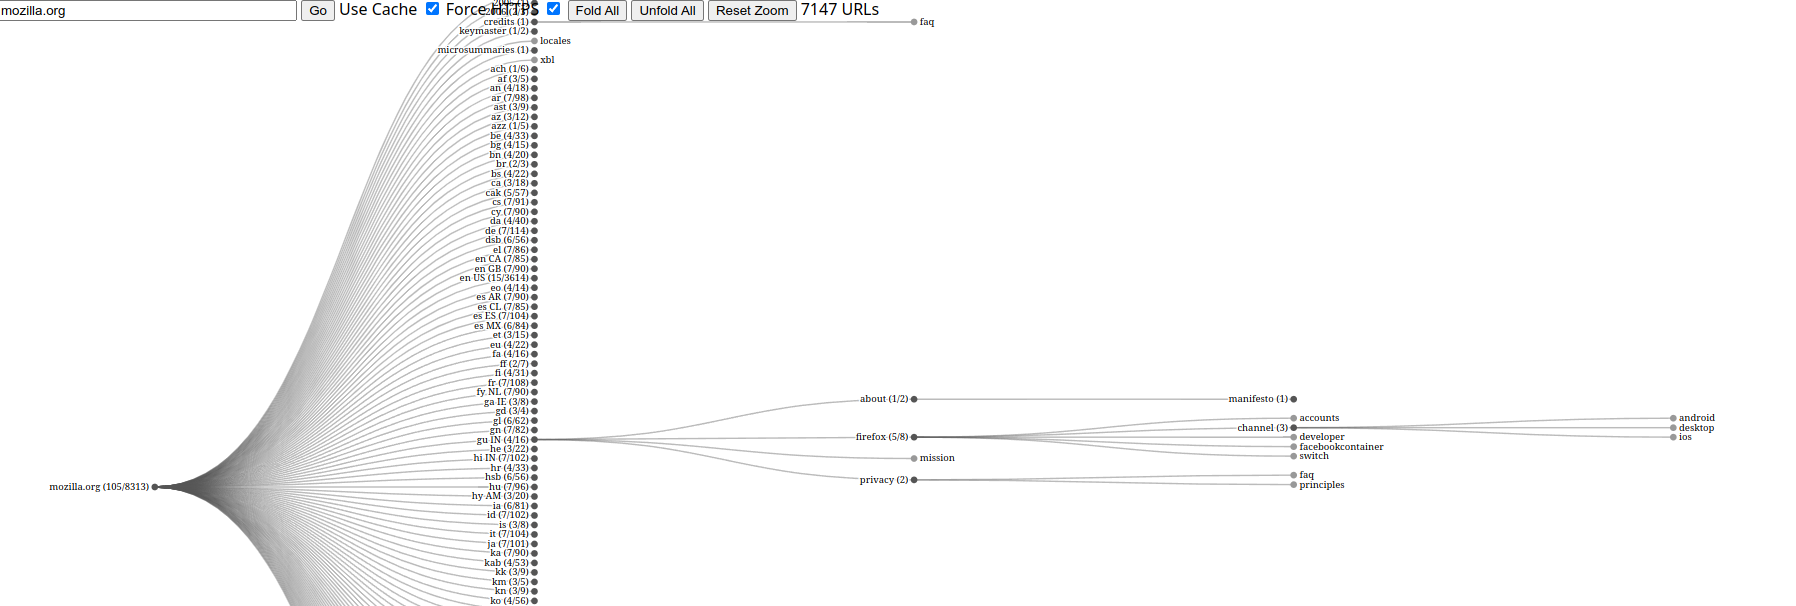 mozilla.org Go Use Cache Force HTTPS Fold All Unfold All Reset Zoom 7147 URLs
credits (1) faq
keymaster (1/2)
locales
microsummaries (1)
xbl
ach (1/6)
af (3/5)
an (4/18)
ar (7/98)
ast (3/9)
az (3/12)
azz (1/5)
be (4/33)
bg (4/15)
bn (4/20)
br (2/3)
bs (4/22)
ca (3/18)
cak (5/57)
cs (7/91)
cy (7/90)
da (4/40)
de (7/114)
dsb (6/56)
el (7/86)
en CA (7/85)
en GB (7/90)
en US (15/3614)
eo (4/14)
es AR (7/90)
es CL (7/85)
es ES (7/104)
es MX (6/84)
et (3/15)
eu (4/22)
fa (4/16)
ff (2/7)
fi (4/31)
fr (7/108)
fy NL (7/90)
about (1/2) manifesto (1)
ga IE (3/8)
gd (3/4)
accounts android
gl (6/62)
gn (7/82) channel (3) desktop
gu IN (4/16) firefox (5/8) developer ios
he (3/22) facebookcontainer
hi IN (7/102) mission switch
hr (4/33)
hsb (6/56) privacy (2) faq
mozilla.org (105/8313) hu (7/96) principles
hy AM (3/20)
ia (6/81)
id (7/102)
is (3/8)
it (7/104)
ja (7/101)
ka (7/90)
kab (4/53)
kk (3/9)
km (3/5)
kn (3/9)
ko (4/56)